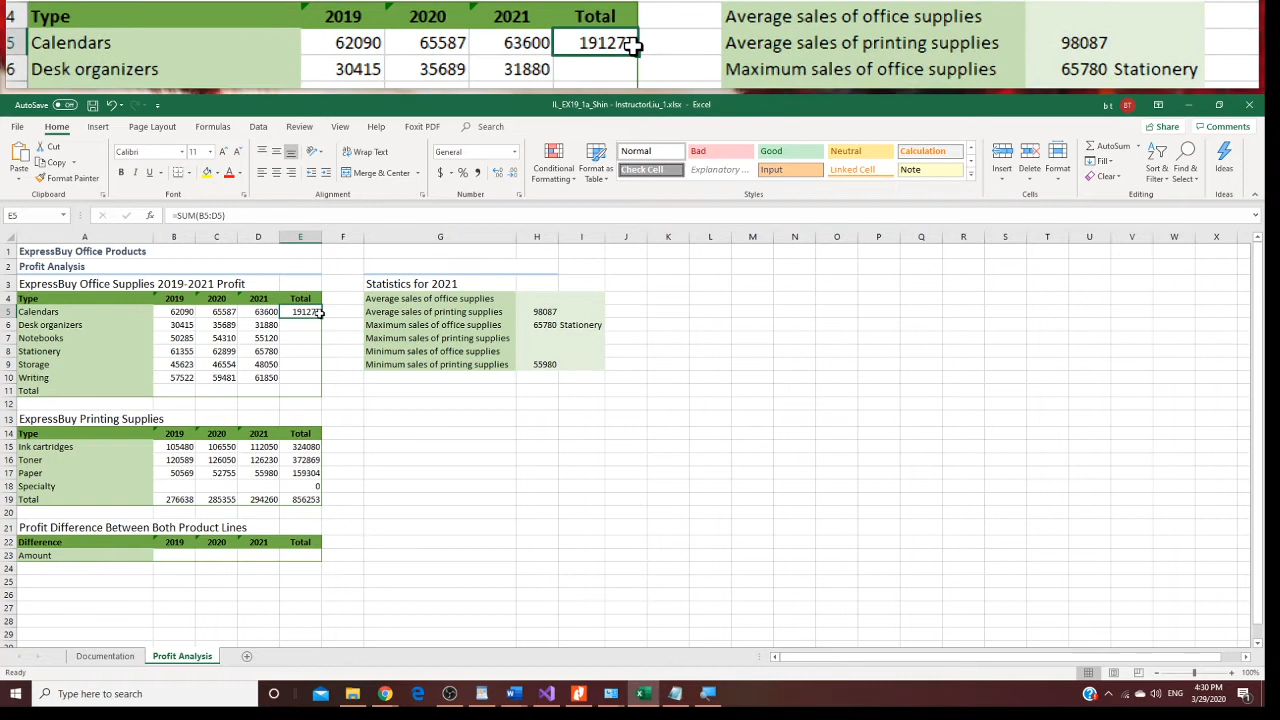 4 Type 2019 2020 2021 Total Average sales of office supplies
5 Calendars 62090 65587 63600 19127 Average sales of printing supplies 98087
6 Desk organizers 30415 35689 31880 Maximum sales of office supplies 65780 Stationery
AutoSave Off IL_EX19_1a_Shin - InstructorLiu_1.xlsx - Excel b t BT
File Home Insert Page Layout Formulas Data Review View Help Foxit PDF Search Share Comments
Paste Cut Copy Format Painter Calibri 11 A A Wrap Text General Conditional Formatting Format as Table Normal Bad Good Neutral Calculation Insert Delete Format AutoSum Sort & Filter Find & Select Ideas
B I U A Merge & Center $ % , Check Cell Explanatory ... Input Linked Cell Note Fill Clear
Clipboard Font Alignment Number Styles Cells Editing Ideas
E5 fx =SUM(B5:D5)
A B C D E F G H I J K L M N O P Q R S T U V W X
1 ExpressBuy Office Products
2 Profit Analysis
3 ExpressBuy Office Supplies 2019-2021 Profit Statistics for 2021
4 Type 2019 2020 2021 Total Average sales of office supplies
5 Calendars 62090 65587 63600 19127 Average sales of printing supplies 98087
6 Desk organizers 30415 35689 31880 Maximum sales of office supplies 65780 Stationery
7 Notebooks 50285 54310 55120 Maximum sales of printing supplies
8 Stationery 61355 62899 65780 Minimum sales of office supplies
9 Storage 45623 46554 48050 Minimum sales of printing supplies 55980
10 Writing 57522 59481 61850
11 Total
12
13 ExpressBuy Printing Supplies
14 Type 2019 2020 2021 Total
15 Ink cartridges 105480 106550 112050 324080
16 Toner 120589 126050 126230 372869
17 Paper 50569 52755 55980 159304
18 Specialty 0
19 Total 276638 285355 294260 856253
20
21 Profit Difference Between Both Product Lines
22 Difference 2019 2020 2021 Total
23 Amount
24
25
26
27
28
29
Documentation Profit Analysis
Ready 100%
Type here to search ENG 4:30 PM
3/29/2020